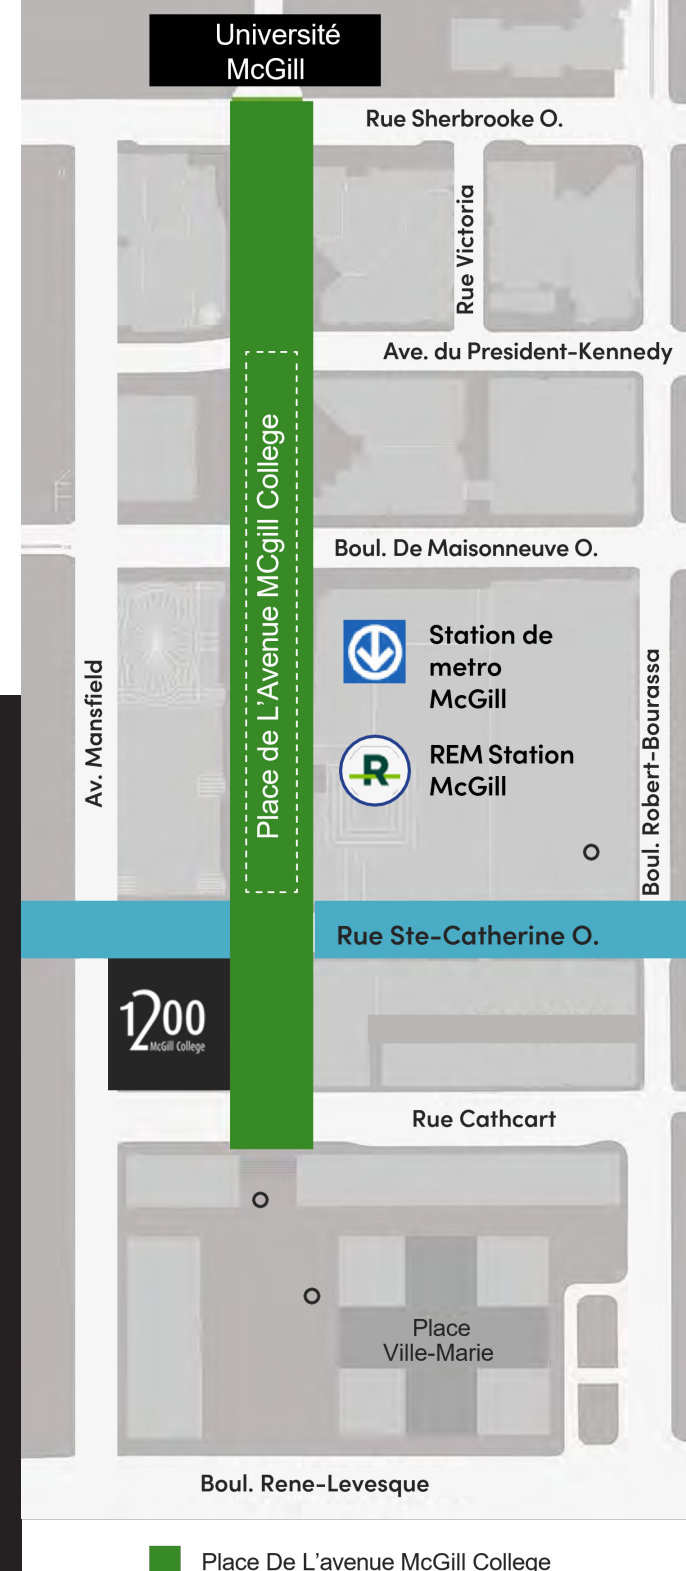 Université
McGill
Rue Sherbrooke O.
Rue Victoria
Ave. du President-Kennedy
Place de L'Avenue MCgill College
Boul. De Maisonneuve O.
Station de
metro
McGill
Av. Mansfield
REM Station
McGill
R
Boul. Robert-Bourassa
Rue Ste-Catherine O.
1200
McGill College
Rue Cathcart
Place
Ville-Marie
Boul. Rene-Levesque
Place De L'avenue McGill College